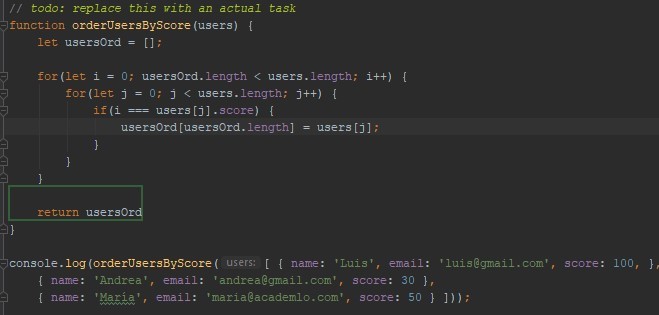 // todo: replace this with an actual task
function orderUsersByScore(users) {
let usersOrd = [];
for(let i = 0; usersOrd.length < users.length; i++) {
for(let j = 0; j < users.length; j++) {
if(i === users[j].score) {
usersOrd[usersOrd.length] = users[j];
}
}
}
return usersOrd
}
console.log(orderUsersByScore( users: [ { name: 'Luis', email: 'luis@gmail.com', score: 100, },
{ name: 'Andrea', email: 'andrea@gmail.com', score: 30 },
{ name: 'Maria', email: 'maria@academlo.com', score: 50 } ]));